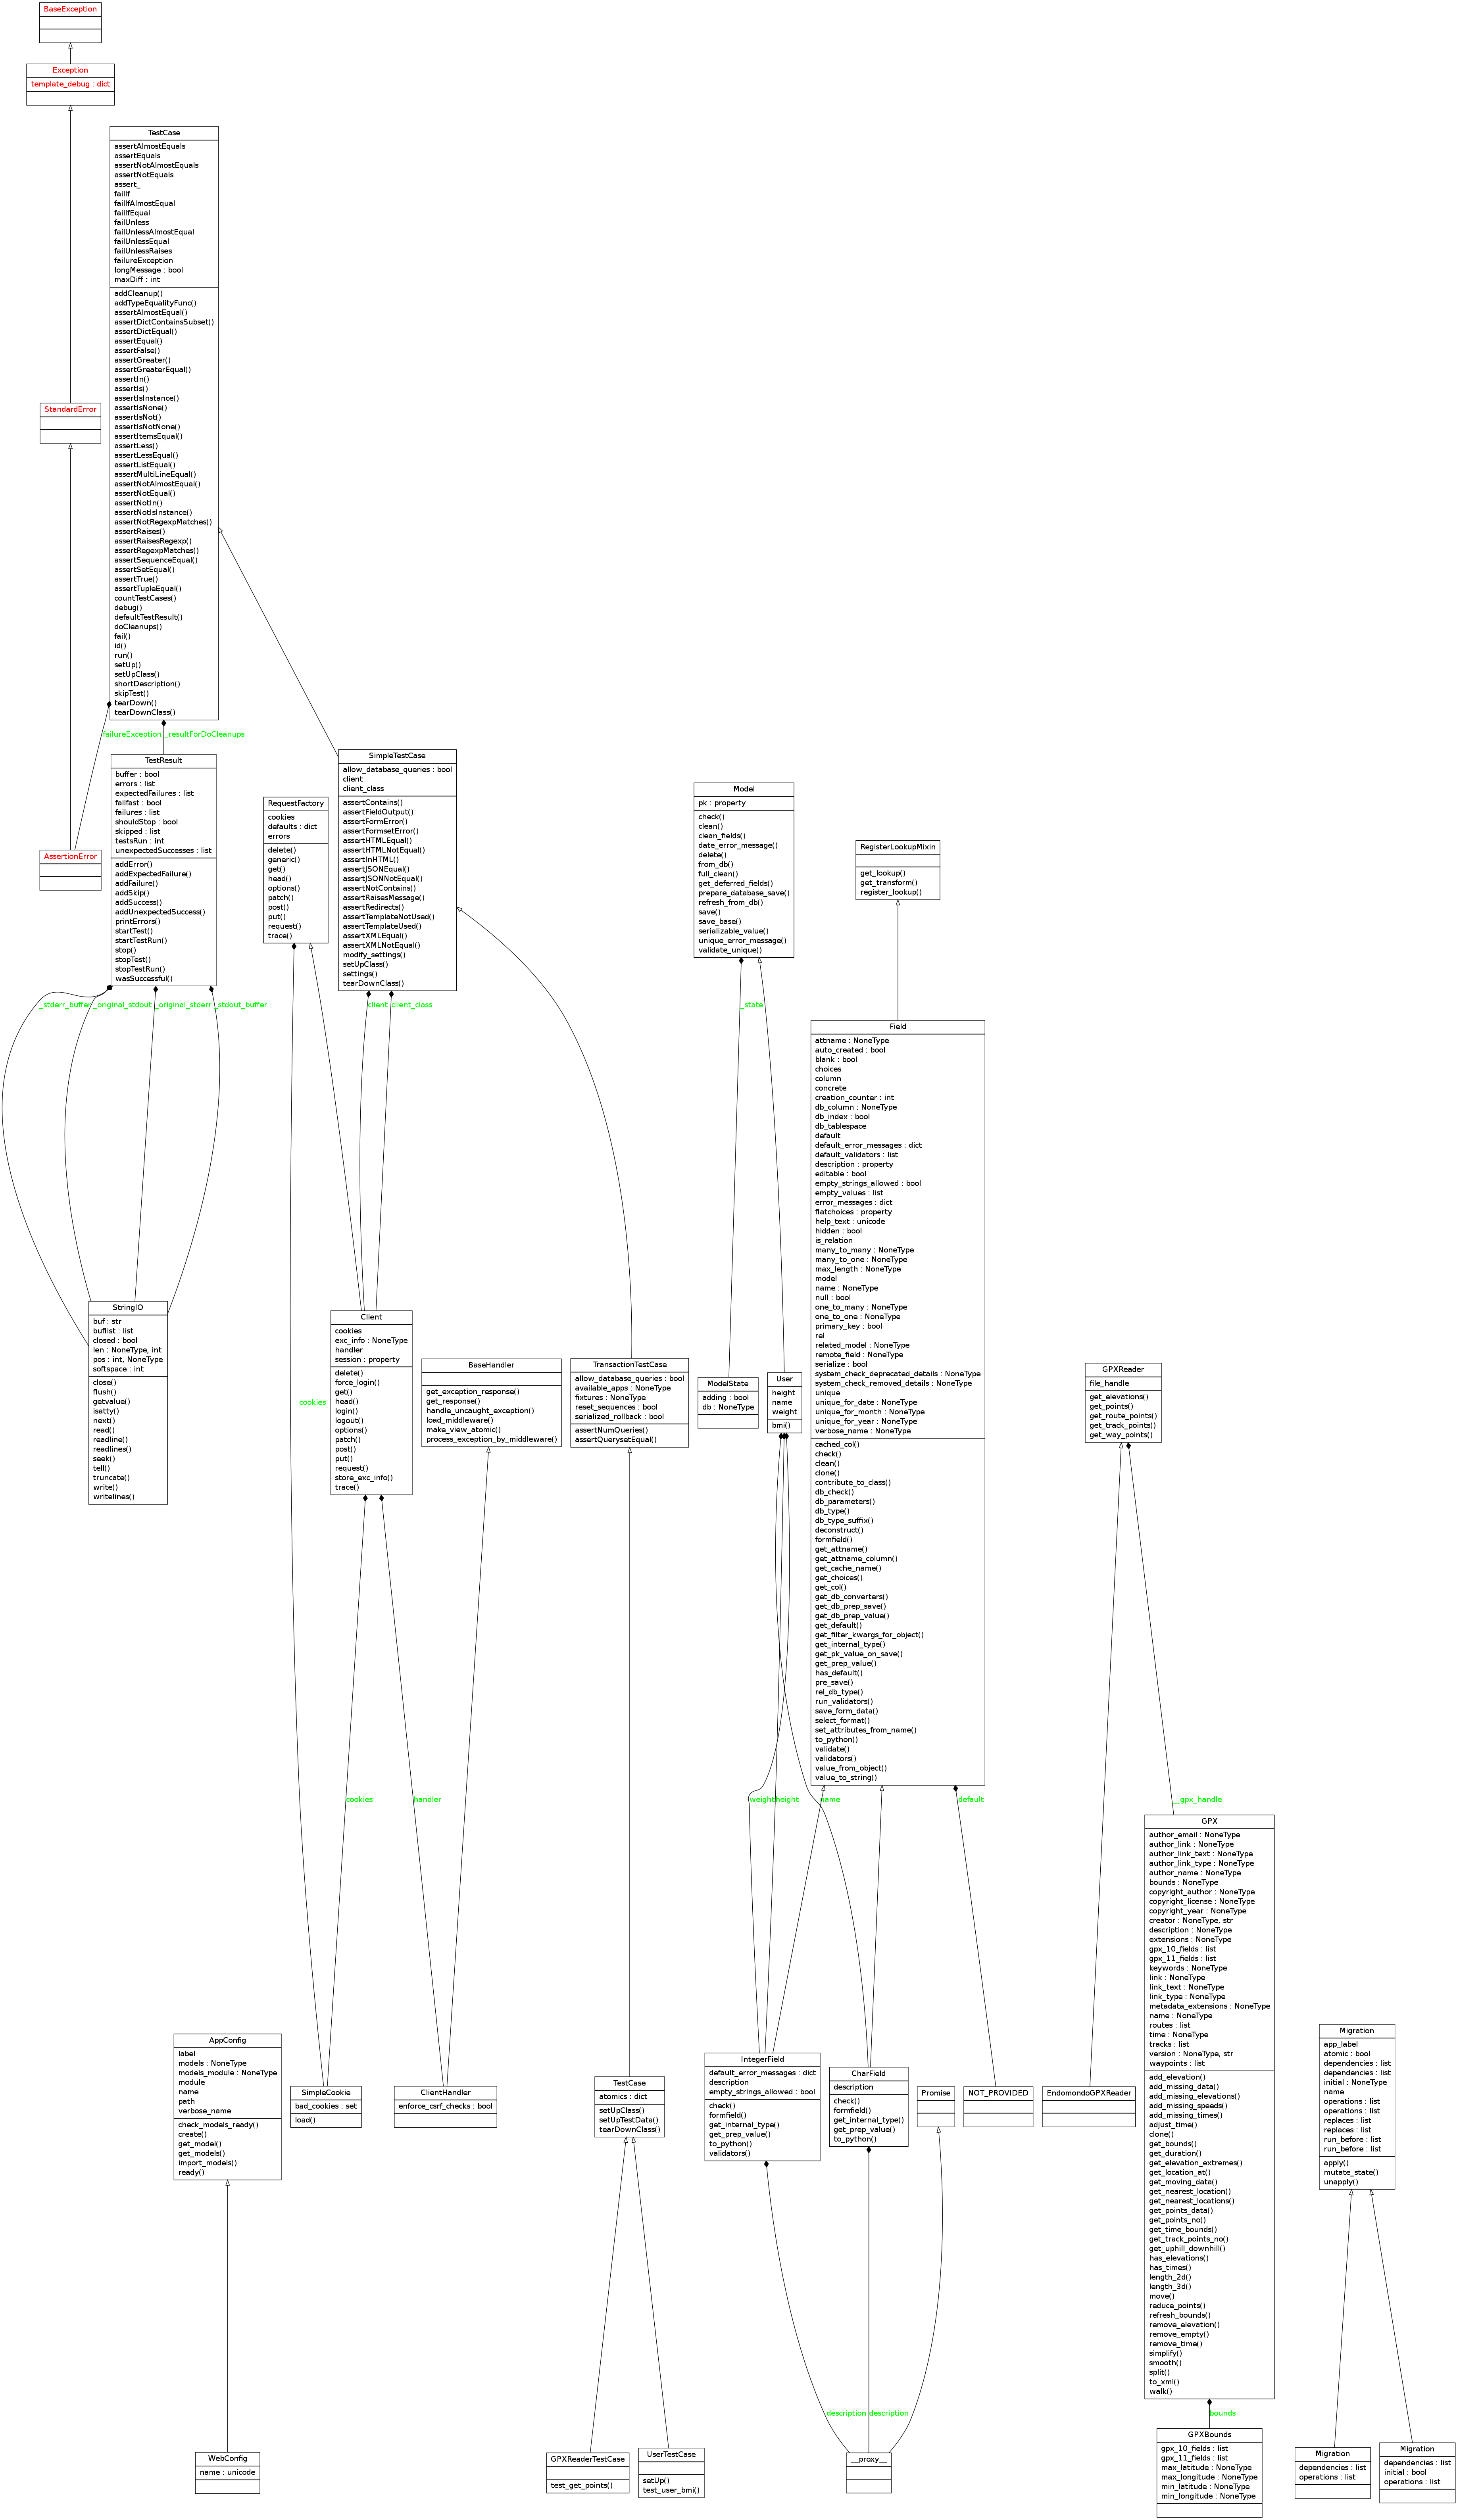 BaseException
Exception
template_debug : dict
TestCase
assertAlmostEquals
assertEquals
assertNotAlmostEquals
assertNotEquals
assert_
failIf
failIfAlmostEqual
failIfEqual
failUnless
failUnlessAlmostEqual
failUnlessEqual
failUnlessRaises
failureException
longMessage : bool
maxDiff : int
addCleanup()
addTypeEqualityFunc()
assertAlmostEqual()
assertDictContainsSubset()
assertDictEqual()
assertEqual()
assertFalse()
assertGreater()
assertGreaterEqual()
assertIn()
assertIs()
assertIsInstance()
assertIsNone()
assertIsNot()
assertIsNotNone()
assertItemsEqual()
assertLess()
assertLessEqual()
assertListEqual()
assertMultiLineEqual()
assertNotAlmostEqual()
assertNotEqual()
assertNotIn()
assertNotIsInstance()
assertNotRegexpMatches()
assertRaises()
assertRaisesRegexp()
assertRegexpMatches()
assertSequenceEqual()
assertSetEqual()
assertTrue()
assertTupleEqual()
countTestCases()
debug()
defaultTestResult()
doCleanups()
fail()
id()
run()
setUp()
setUpClass()
shortDescription()
skipTest()
tearDown()
tearDownClass()
StandardError
failureException
_resultForDoCleanups
TestResult
buffer : bool
errors : list
expectedFailures : list
failfast : bool
failures : list
shouldStop : bool
skipped : list
testsRun : int
unexpectedSuccesses : list
addError()
addExpectedFailure()
addFailure()
addSkip()
addSuccess()
addUnexpectedSuccess()
printErrors()
startTest()
startTestRun()
stop()
stopTest()
stopTestRun()
wasSuccessful()
AssertionError
RequestFactory
cookies
defaults : dict
errors
delete()
generic()
get()
head()
options()
patch()
post()
put()
request()
trace()
SimpleTestCase
allow_database_queries : bool
client
client_class
assertContains()
assertFieldOutput()
assertFormError()
assertFormsetError()
assertHTMLEqual()
assertHTMLNotEqual()
assertInHTML()
assertJSONEqual()
assertJSONNotEqual()
assertNotContains()
assertRaisesMessage()
assertRedirects()
assertTemplateNotUsed()
assertTemplateUsed()
assertXMLEqual()
assertXMLNotEqual()
modify_settings()
setUpClass()
settings()
tearDownClass()
Model
pk : property
check()
clean()
clean_fields()
date_error_message()
delete()
from_db()
full_clean()
get_deferred_fields()
prepare_database_save()
refresh_from_db()
save()
save_base()
serializable_value()
unique_error_message()
validate_unique()
RegisterLookupMixin
get_lookup()
get_transform()
register_lookup()
_stderr_buffer
_original_stdout
_original_stderr
_stdout_buffer
client
client_class
_state
Field
attname : NoneType
auto_created : bool
blank : bool
choices
column
concrete
creation_counter : int
db_column : NoneType
db_index : bool
db_tablespace
default
default_error_messages : dict
default_validators : list
description : property
editable : bool
empty_strings_allowed : bool
empty_values : list
error_messages : dict
flatchoices : property
help_text : unicode
hidden : bool
is_relation
many_to_many : NoneType
many_to_one : NoneType
max_length : NoneType
model
name : NoneType
null : bool
one_to_many : NoneType
one_to_one : NoneType
primary_key : bool
rel
related_model : NoneType
remote_field : NoneType
serialize : bool
system_check_deprecated_details : NoneType
system_check_removed_details : NoneType
unique
unique_for_date : NoneType
unique_for_month : NoneType
unique_for_year : NoneType
verbose_name : NoneType
cached_col()
check()
clean()
clone()
contribute_to_class()
db_check()
db_parameters()
db_type()
db_type_suffix()
deconstruct()
formfield()
get_attname()
get_attname_column()
get_cache_name()
get_choices()
get_col()
get_db_converters()
get_db_prep_save()
get_db_prep_value()
get_default()
get_filter_kwargs_for_object()
get_internal_type()
get_pk_value_on_save()
get_prep_value()
has_default()
pre_save()
rel_db_type()
run_validators()
save_form_data()
select_format()
set_attributes_from_name()
to_python()
validate()
validators()
value_from_object()
value_to_string()
StringIO
buf : str
buflist : list
closed : bool
len : NoneType, int
pos : int, NoneType
softspace : int
close()
flush()
getvalue()
isatty()
next()
read()
readline()
readlines()
seek()
tell()
truncate()
write()
writelines()
cookies
Client
cookies
exc_info : NoneType
handler
session : property
delete()
force_login()
get()
head()
login()
logout()
options()
patch()
post()
put()
request()
store_exc_info()
trace()
BaseHandler
get_exception_response()
get_response()
handle_uncaught_exception()
load_middleware()
make_view_atomic()
process_exception_by_middleware()
TransactionTestCase
allow_database_queries : bool
available_apps : NoneType
fixtures : NoneType
reset_sequences : bool
serialized_rollback : bool
assertNumQueries()
assertQuerysetEqual()
ModelState
adding : bool
db : NoneType
User
height
name
weight
bmi()
GPXReader
file_handle
get_elevations()
get_points()
get_route_points()
get_track_points()
get_way_points()
cookies
handler
weight
height
name
default
__gpx_handle
GPX
author_email : NoneType
author_link : NoneType
author_link_text : NoneType
author_link_type : NoneType
author_name : NoneType
bounds : NoneType
copyright_author : NoneType
copyright_license : NoneType
copyright_year : NoneType
creator : NoneType, str
description : NoneType
extensions : NoneType
gpx_10_fields : list
gpx_11_fields : list
keywords : NoneType
link : NoneType
link_text : NoneType
link_type : NoneType
metadata_extensions : NoneType
name : NoneType
routes : list
time : NoneType
tracks : list
version : NoneType, str
waypoints : list
add_elevation()
add_missing_data()
add_missing_elevations()
add_missing_speeds()
add_missing_times()
adjust_time()
clone()
get_bounds()
get_duration()
get_elevation_extremes()
get_location_at()
get_moving_data()
get_nearest_location()
get_nearest_locations()
get_points_data()
get_points_no()
get_time_bounds()
get_track_points_no()
get_uphill_downhill()
has_elevations()
has_times()
length_2d()
length_3d()
move()
reduce_points()
refresh_bounds()
remove_elevation()
remove_empty()
remove_time()
simplify()
smooth()
split()
to_xml()
walk()
AppConfig
label
models : NoneType
models_module : NoneType
module
name
path
verbose_name
check_models_ready()
create()
get_model()
get_models()
import_models()
ready()
SimpleCookie
bad_cookies : set
load()
ClientHandler
enforce_csrf_checks : bool
TestCase
atomics : dict
setUpClass()
setUpTestData()
tearDownClass()
IntegerField
default_error_messages : dict
description
empty_strings_allowed : bool
check()
formfield()
get_internal_type()
get_prep_value()
to_python()
validators()
CharField
description
check()
formfield()
get_internal_type()
get_prep_value()
to_python()
Promise
NOT_PROVIDED
EndomondoGPXReader
Migration
app_label
atomic : bool
dependencies : list
dependencies : list
initial : NoneType
name
operations : list
operations : list
replaces : list
replaces : list
run_before : list
run_before : list
apply()
mutate_state()
unapply()
description
description
bounds
WebConfig
name : unicode
GPXReaderTestCase
test_get_points()
UserTestCase
setUp()
test_user_bmi()
__proxy__
GPXBounds
gpx_10_fields : list
gpx_11_fields : list
max_latitude : NoneType
max_longitude : NoneType
min_latitude : NoneType
min_longitude : NoneType
Migration
dependencies : list
operations : list
Migration
dependencies : list
initial : bool
operations : list